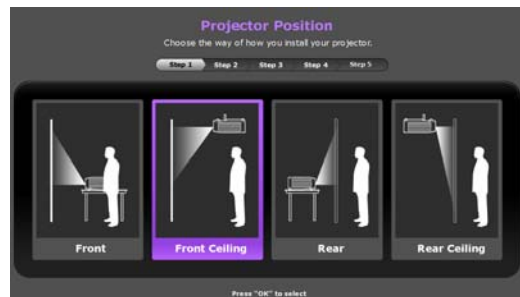 Projector Position
Choose the way of how you install your projector.
Step 1 Step 2 Step 3 Step 4 Step 5
Front Front Ceiling Rear Rear Ceiling
Press "OK" to select